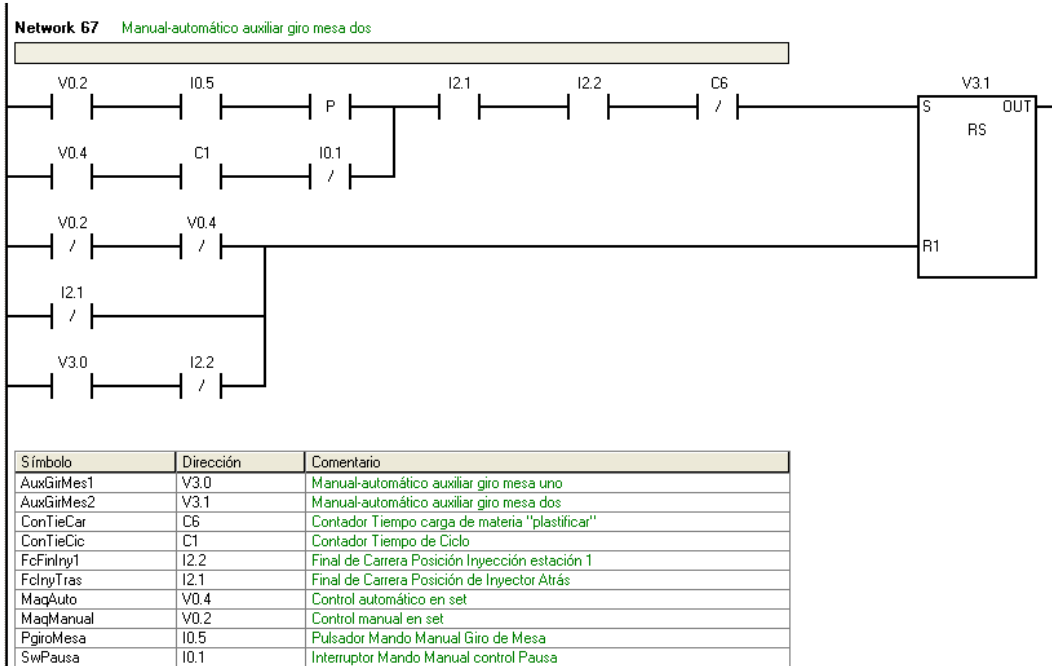 Network 67 Manual-automático auxiliar giro mesa dos
V0.2 I0.5 I2.1 I2.2 C6 V3.1
P / S OUT
RS
V0.4 C1 I0.1
/
V0.2 V0.4
/ / R1
I2.1
/
V3.0 I2.2
/
Símbolo Dirección Comentario
AuxGirMes1 V3.0 Manual-automático auxiliar giro mesa uno
AuxGirMes2 V3.1 Manual-automático auxiliar giro mesa dos
ConTieCar C6 Contador Tiempo carga de materia "plastificar"
ConTieCic C1 Contador Tiempo de Ciclo
FcFinIny1 I2.2 Final de Carrera Posición Inyección estación 1
FcInyTras I2.1 Final de Carrera Posición de Inyector Atrás
MaqAuto V0.4 Control automático en set
MaqManual V0.2 Control manual en set
PgiroMesa I0.5 Pulsador Mando Manual Giro de Mesa
SwPausa I0.1 Interruptor Mando Manual control Pausa